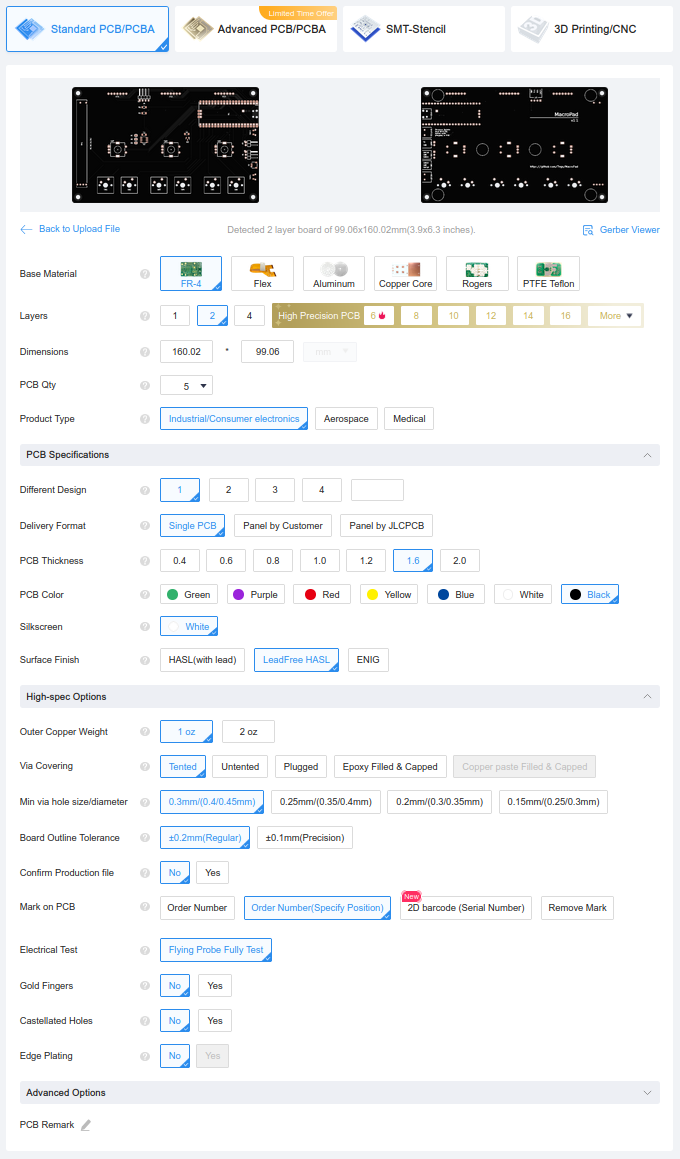 Limited Time Offer
Standard PCB/PCBA
Advanced PCB/PCBA
SMT-Stencil
3D Printing/CNC
MacroPad
Back to Upload File
Detected 2 layer board of 99.06x160.02mm(3.9x6.3 inches).
Gerber Viewer
Base Material ? FR-4 Flex Aluminum Copper Core Rogers PTFE Teflon
Layers ? 1 2 4 High Precision PCB 6 8 10 12 14 16 More ▼
Dimensions ? 160.02 * 99.06 mm
PCB Qty ? 5
Product Type ? Industrial/Consumer electronics Aerospace Medical
PCB Specifications
Different Design ? 1 2 3 4
Delivery Format ? Single PCB Panel by Customer Panel by JLCPCB
PCB Thickness ? 0.4 0.6 0.8 1.0 1.2 1.6 2.0
PCB Color ? Green Purple Red Yellow Blue White Black
Silkscreen ? White
Surface Finish ? HASL(with lead) LeadFree HASL ENIG
High-spec Options
Outer Copper Weight ? 1 oz 2 oz
Via Covering ? Tented Untented Plugged Epoxy Filled & Capped Copper paste Filled & Capped
Min via hole size/diameter ? 0.3mm/(0.4/0.45mm) 0.25mm/(0.35/0.4mm) 0.2mm/(0.3/0.35mm) 0.15mm/(0.25/0.3mm)
Board Outline Tolerance ? ±0.2mm(Regular) ±0.1mm(Precision)
Confirm Production file ? No Yes
New
Mark on PCB ? Order Number Order Number(Specify Position) 2D barcode (Serial Number) Remove Mark
Electrical Test ? Flying Probe Fully Test
Gold Fingers ? No Yes
Castellated Holes ? No Yes
Edge Plating ? No Yes
Advanced Options
PCB Remark